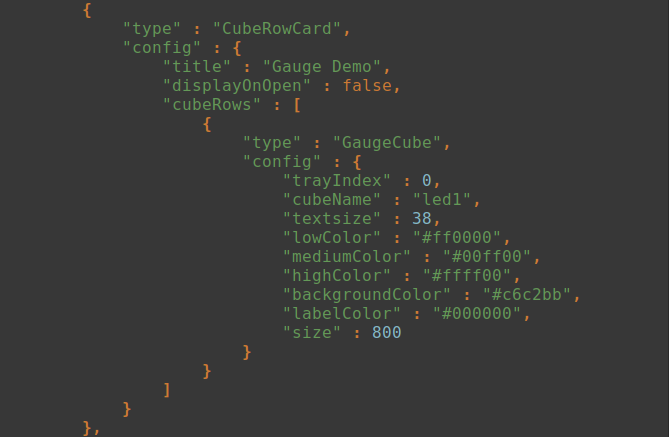 {
"type" : "CubeRowCard",
"config" : {
"title" : "Gauge Demo",
"displayOnOpen" : false,
"cubeRows" : [
{
"type" : "GaugeCube",
"config" : {
"trayIndex" : 0,
"cubeName" : "led1",
"textsize" : 38,
"lowColor" : "#ff0000",
"mediumColor" : "#00ff00",
"highColor" : "#ffff00",
"backgroundColor" : "#c6c2bb",
"labelColor" : "#000000",
"size" : 800
}
}
]
}
},